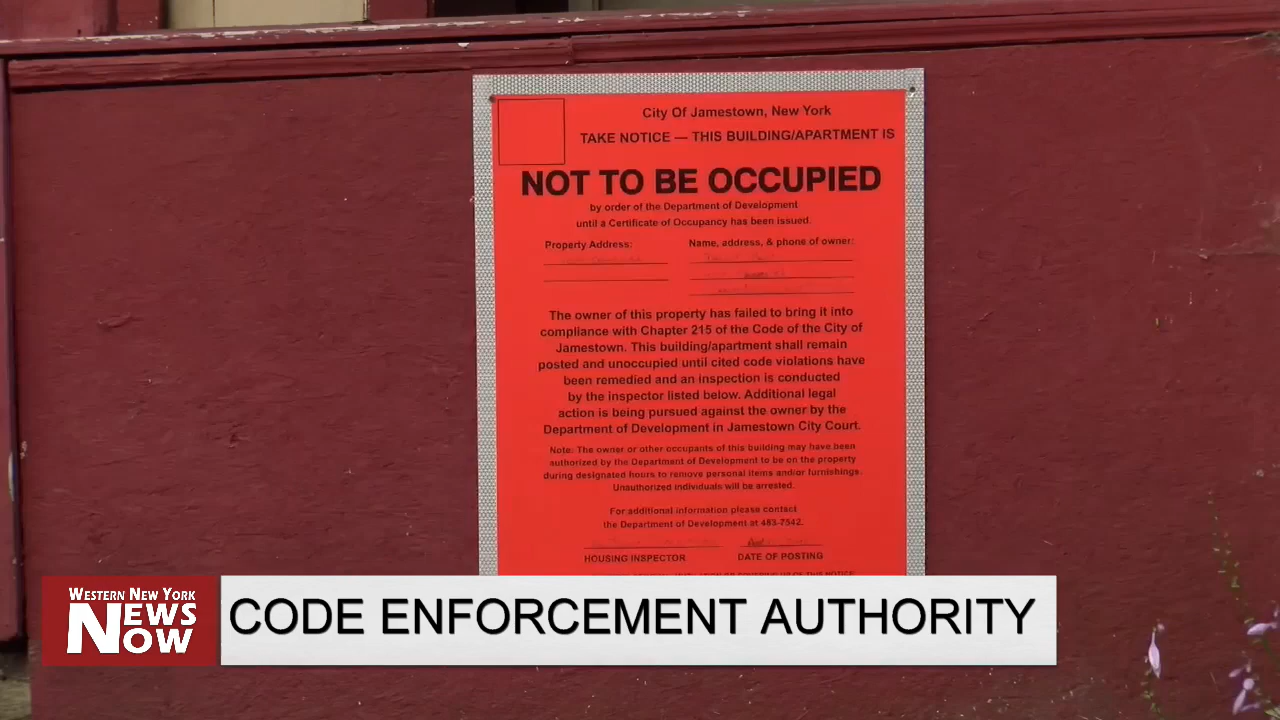 City Of Jamestown, New York
TAKE NOTICE — THIS BUILDING/APARTMENT IS
NOT TO BE OCCUPIED
by order of the Department of Development
until a Certificate of Occupancy has been issued.
Property Address:
Name, address, & phone of owner:
The owner of this property has failed to bring it into
compliance with Chapter 215 of the Code of the City of
Jamestown. This building/apartment shall remain
posted and unoccupied until cited code violations have
been remedied and an inspection is conducted
by the inspector listed below. Additional legal
action is being pursued against the owner by the
Department of Development in Jamestown City Court.
Note: The owner or other occupants of this building may have been
authorized by the Department of Development to be on the property
during designated hours to remove personal items and/or furnishings.
Unauthorized individuals will be arrested.
For additional information please contact
the Department of Development at 483-7542.
HOUSING INSPECTOR
DATE OF POSTING
WESTERN NEW YORK
NEWS
NOW
CODE ENFORCEMENT AUTHORITY